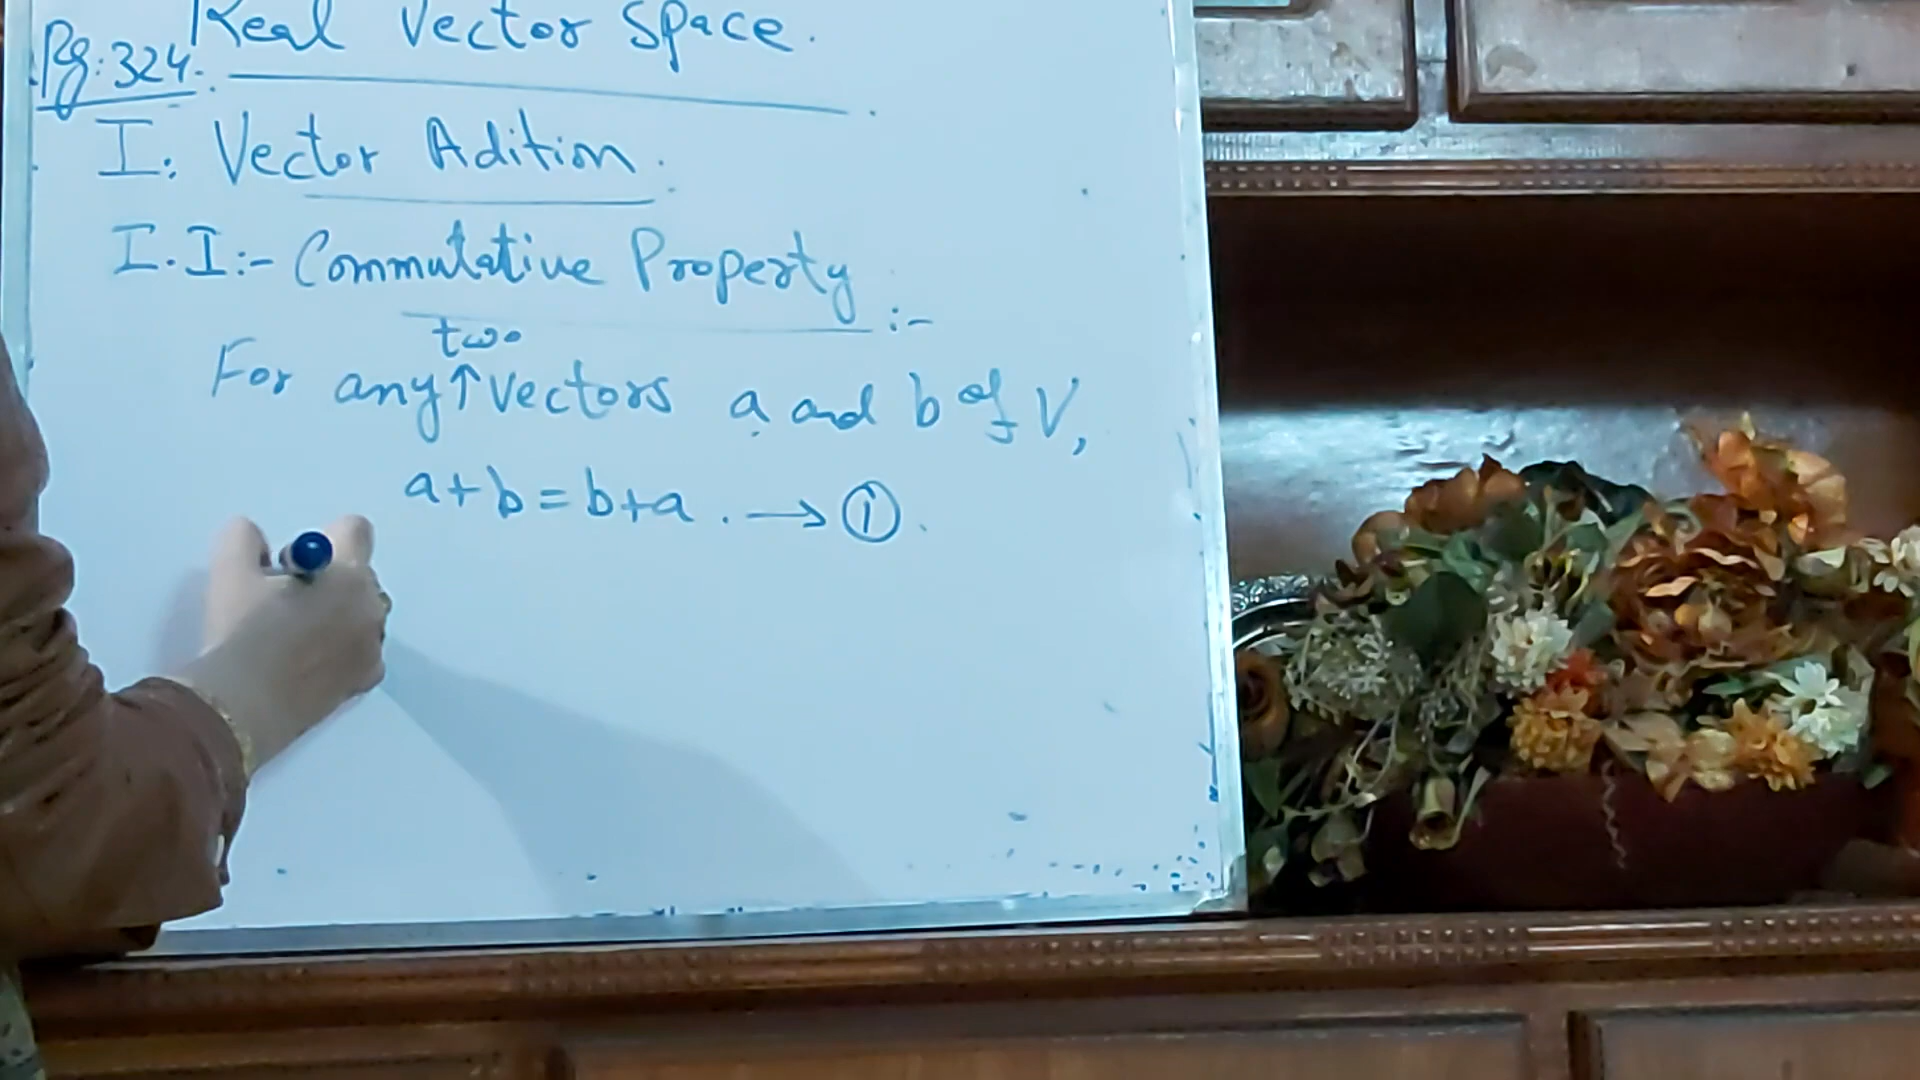 Real Vector Space.
Pg: 324.
I. Vector Adition.
I.I:- Commutative Property :-
two
For any ↑ vectors a and b of V,
a+b=b+a. → ①.